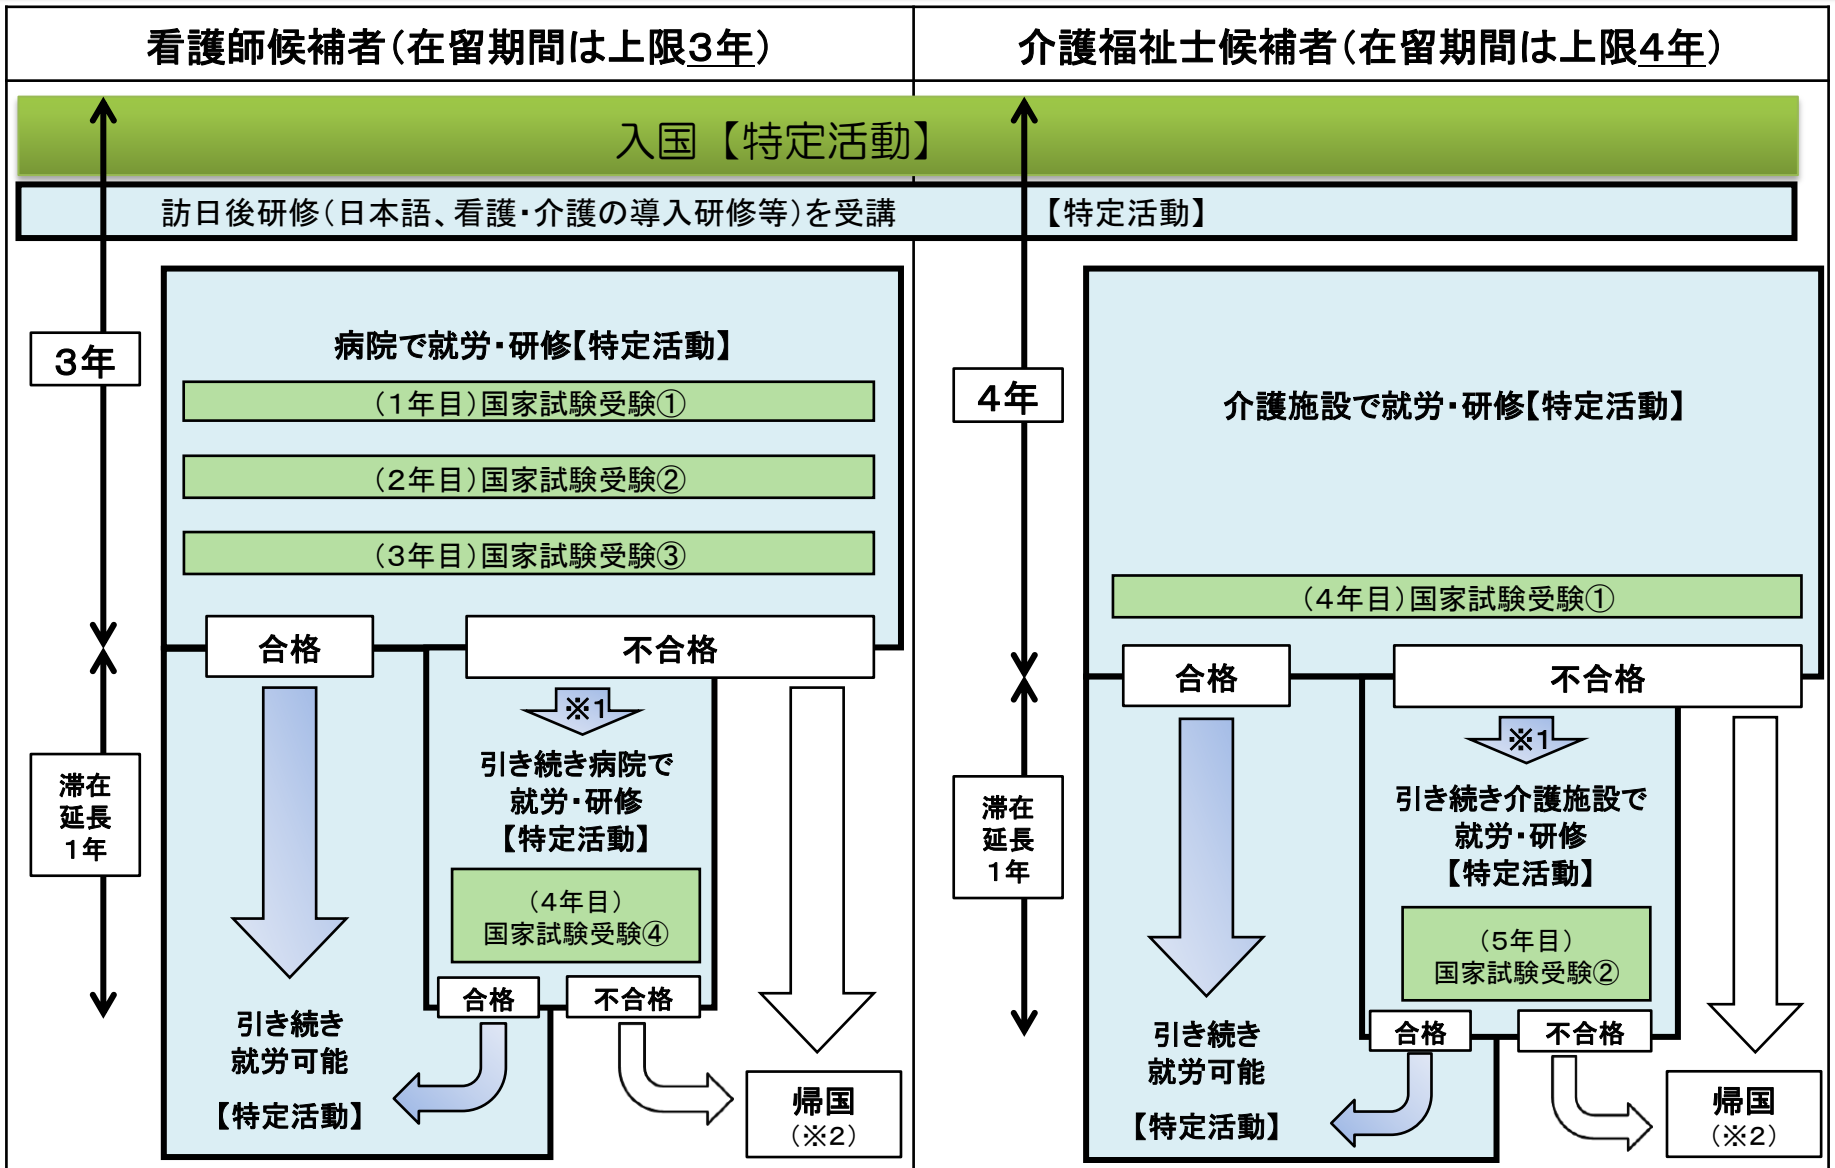 看護師候補者(在留期間は上限3年)
介護福祉士候補者(在留期間は上限4年)
入国【特定活動】
訪日後研修(日本語、看護・介護の導入研修等)を受講 【特定活動】
3年
病院で就労・研修【特定活動】
(1年目)国家試験受験①
(2年目)国家試験受験②
(3年目)国家試験受験③
合格
不合格
滞在
延長
1年
※1
引き続き病院で
就労・研修
【特定活動】
(4年目)
国家試験受験④
合格
不合格
引き続き
就労可能
【特定活動】
帰国
(※2)
4年
介護施設で就労・研修【特定活動】
(4年目)国家試験受験①
合格
不合格
滞在
延長
1年
※1
引き続き介護施設で
就労・研修
【特定活動】
(5年目)
国家試験受験②
合格
不合格
引き続き
就労可能
【特定活動】
帰国
(※2)